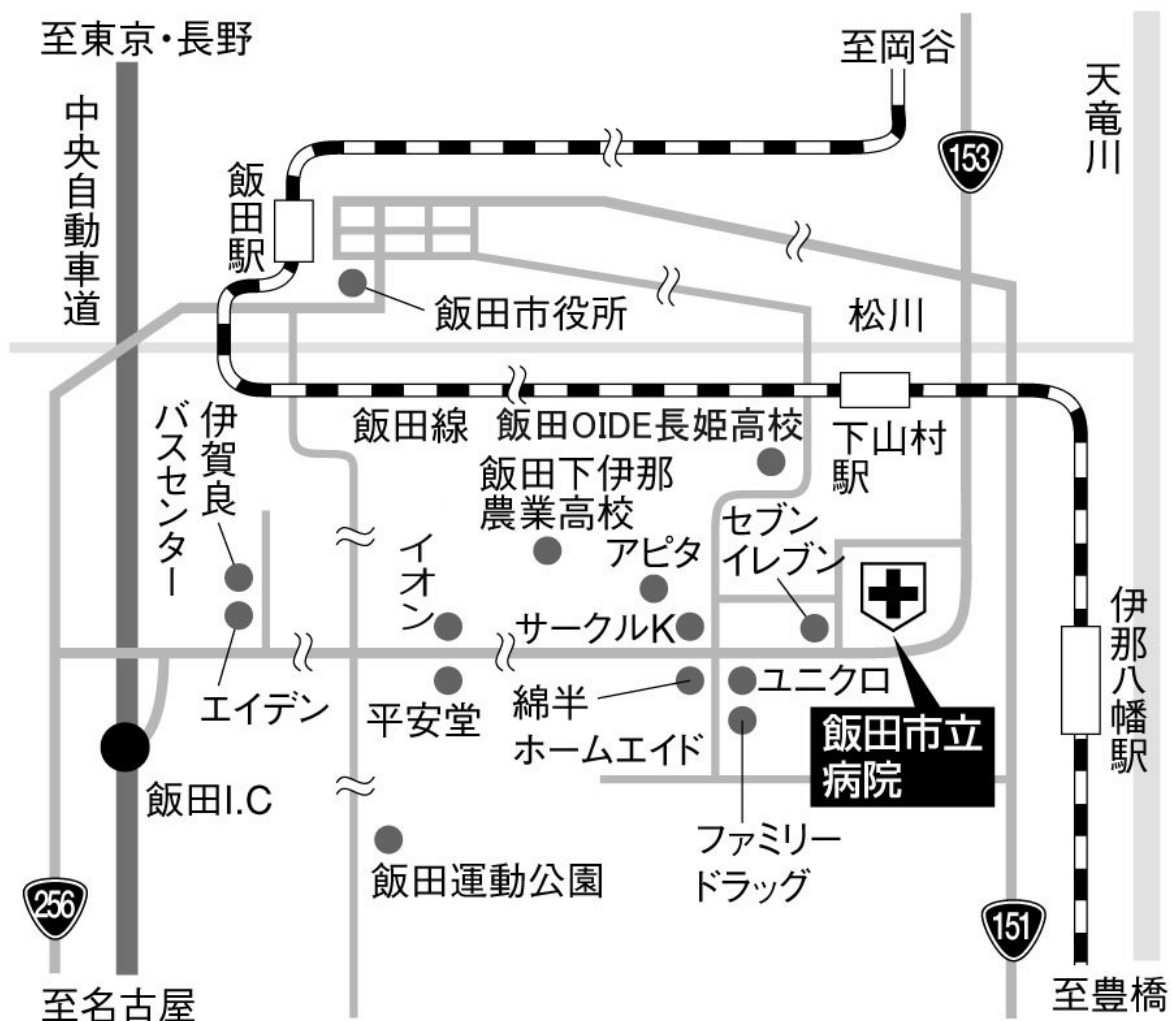 至東京・長野
至岡谷
中央自動車道
天竜川
153
飯田駅
飯田市役所
松川
飯田線
飯田OIDE長姫高校
下山村
駅
伊賀良
バスセンター
飯田下伊那
農業高校
セブン
イレブン
アピタ
イオン
サークルK
伊那八幡駅
エイデン
平安堂
綿半
ホームエイド
ユニクロ
飯田市立
病院
飯田I.C
ファミリー
ドラッグ
飯田運動公園
256
151
至名古屋
至豊橋